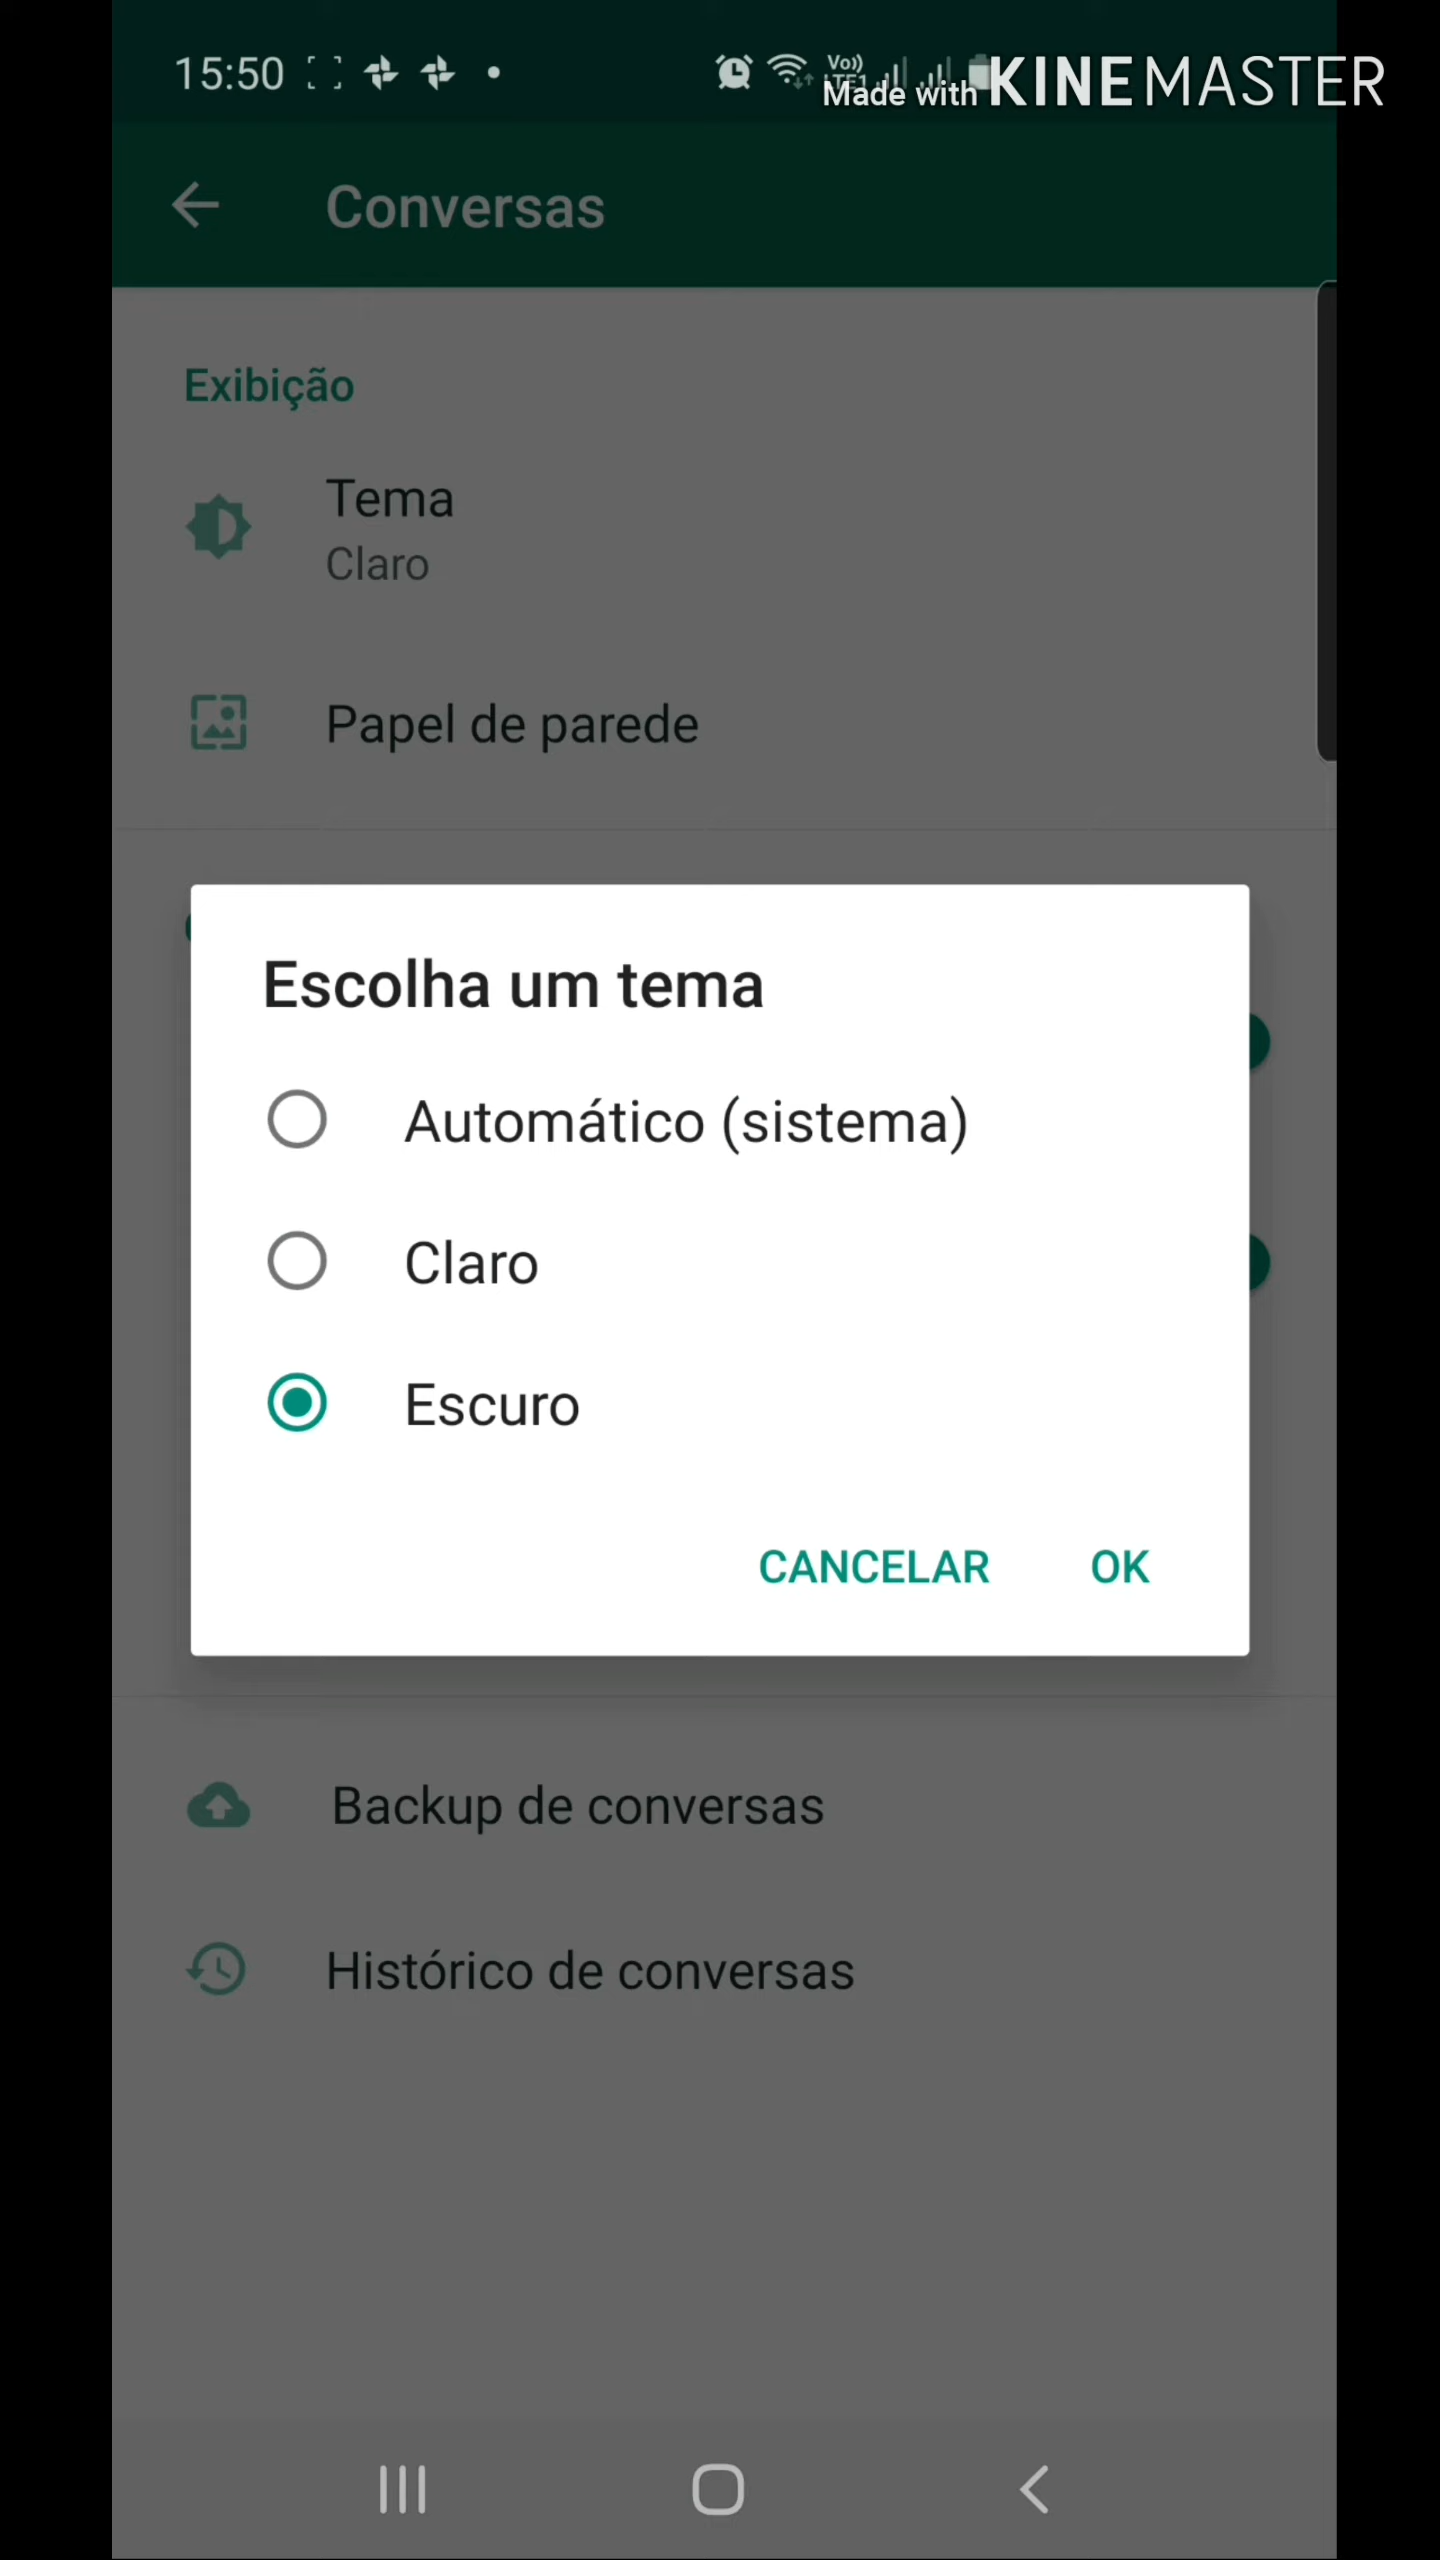 15:50
Made with KINEMASTER
Conversas
Exibição
Tema
Claro
Papel de parede
Escolha um tema
Automático (sistema)
Claro
Escuro
CANCELAR OK
Backup de conversas
Histórico de conversas